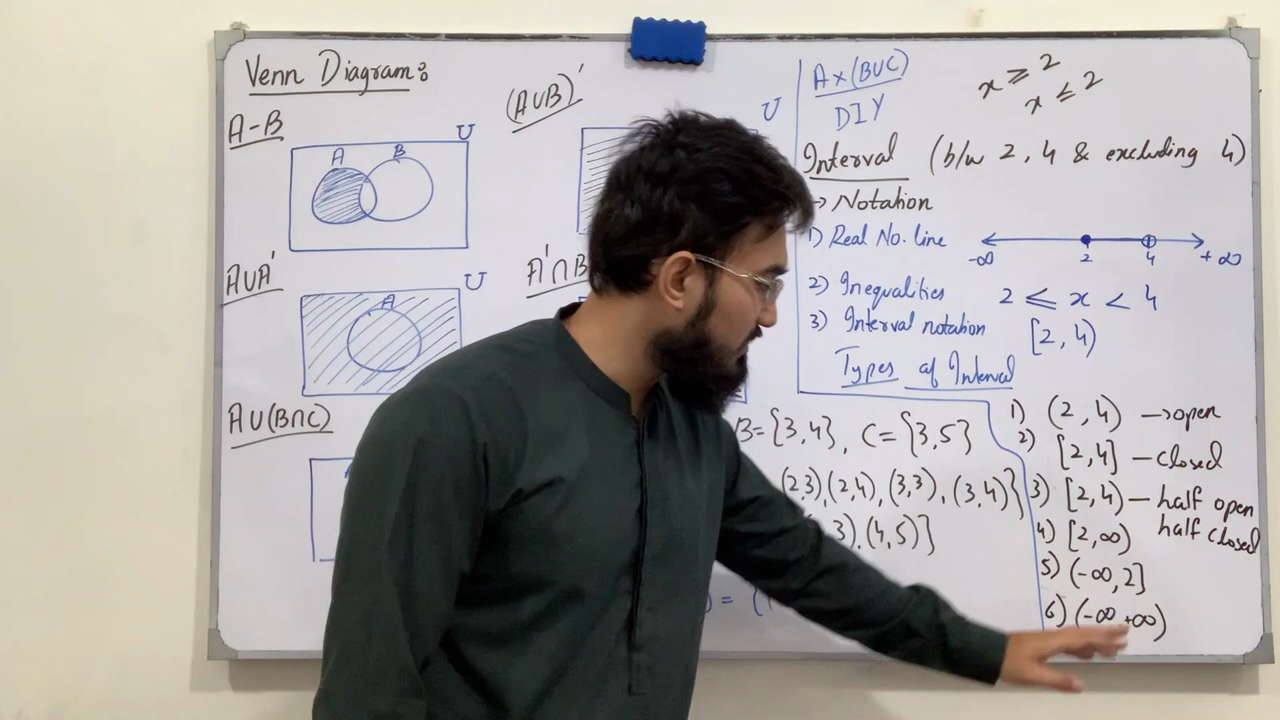 Venn Diagram:
A-B
U
A B
A∪A'
U
A
A∪(B∩C)
(A∪B)'
U
A'∩B
A×(B∪C)
DIY
x ≥ 2
x ≤ 2
Interval (b/w 2, 4 & excluding 4)
→ Notation
1) Real No. line
-∞ 2 4 +∞
2) Inequalities 2 ≤ x < 4
3) Interval notation [2, 4)
Types of Interval
B={3,4}, C={3,5}
(2,3),(2,4),(3,3),(3,4)}
3),(4,5)}
) = (
1) (2, 4) → open
2) [2,4] - closed
3) [2,4) - half open
half closed
4) [2,∞)
5) (-∞,2]
6) (-∞,+∞)